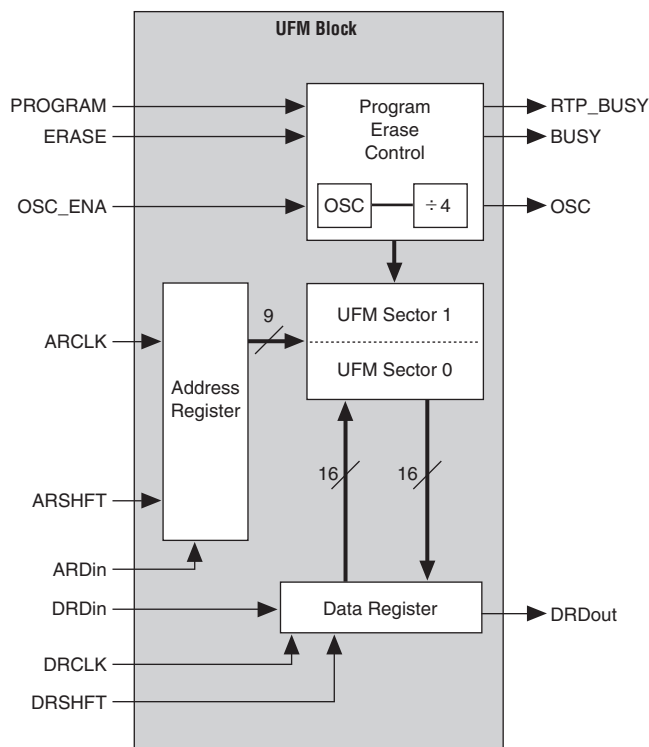 UFM Block
PROGRAM
ERASE
OSC_ENA
Program
Erase
Control
OSC
÷ 4
RTP_BUSY
BUSY
OSC
ARCLK
ARSHFT
ARDin
Address
Register
9
UFM Sector 1
UFM Sector 0
16
16
DRDin
DRCLK
DRSHFT
Data Register
DRDout